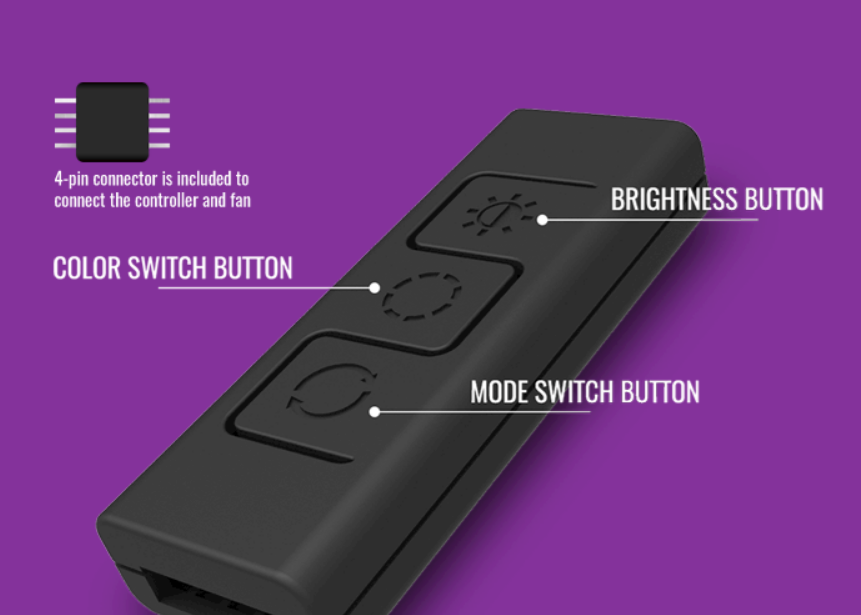 4-pin connector is included to
connect the controller and fan
BRIGHTNESS BUTTON
COLOR SWITCH BUTTON
MODE SWITCH BUTTON